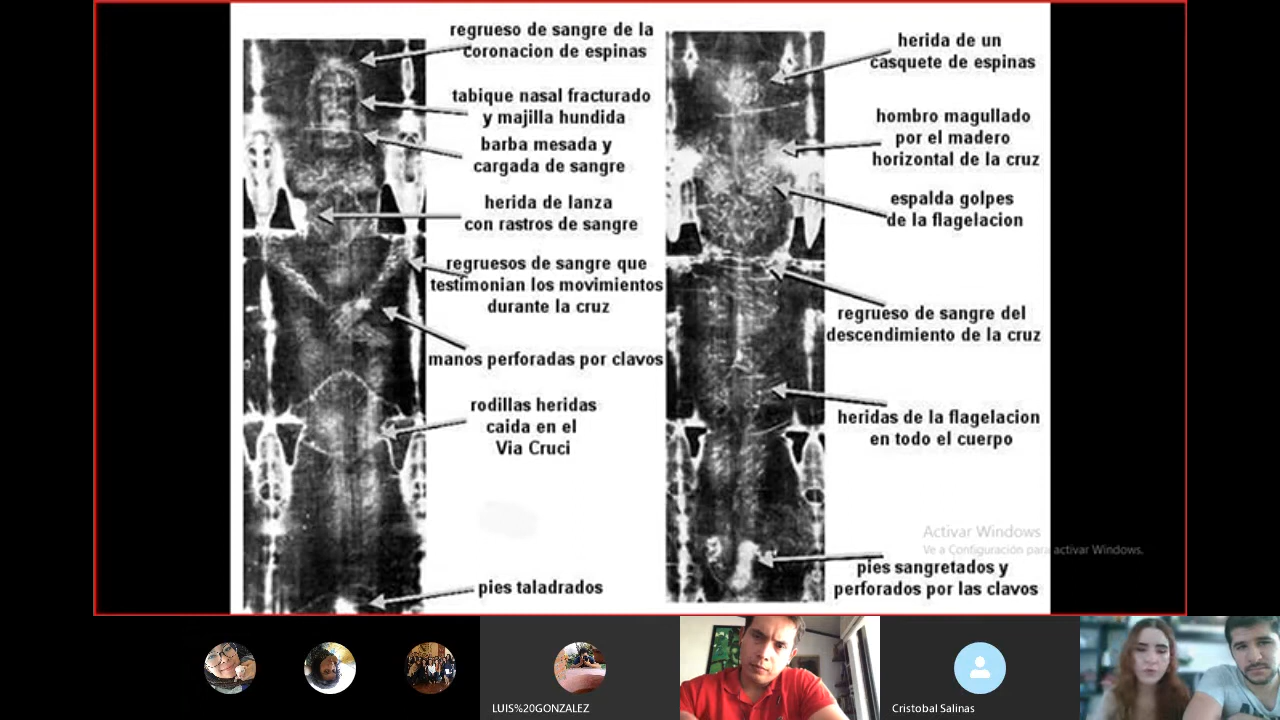 regrueso de sangre de la
coronacion de espinas
tabique nasal fracturado
y majilla hundida
barba mesada y
cargada de sangre
herida de lanza
con rastros de sangre
regruesos de sangre que
testimonian los movimientos
durante la cruz
manos perforadas por clavos
rodillas heridas
caida en el
Via Cruci
pies taladrados
herida de un
casquete de espinas
hombro magullado
por el madero
horizontal de la cruz
espalda golpes
de la flagelacion
regrueso de sangre del
descendimiento de la cruz
heridas de la flagelacion
en todo el cuerpo
Activar Windows
Ve a Configuración para activar Windows.
pies sangretados y
perforados por las clavos
LUIS%20GONZALEZ
Cristobal Salinas